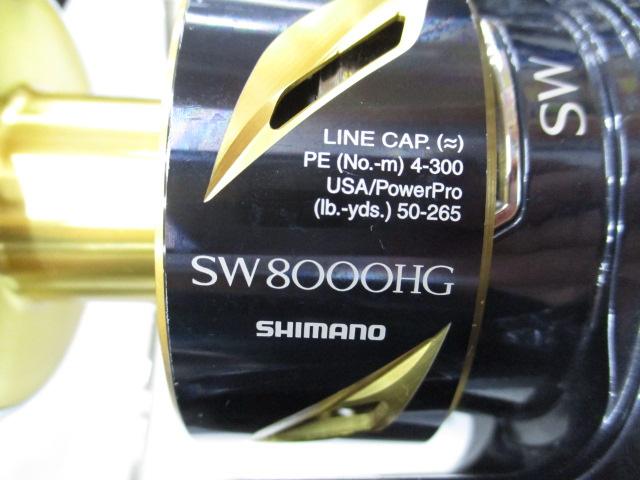 LINE CAP. (≈)
PE (No.-m) 4-300
USA/PowerPro
(lb.-yds.) 50-265
SW8000HG
SHIMANO
SW